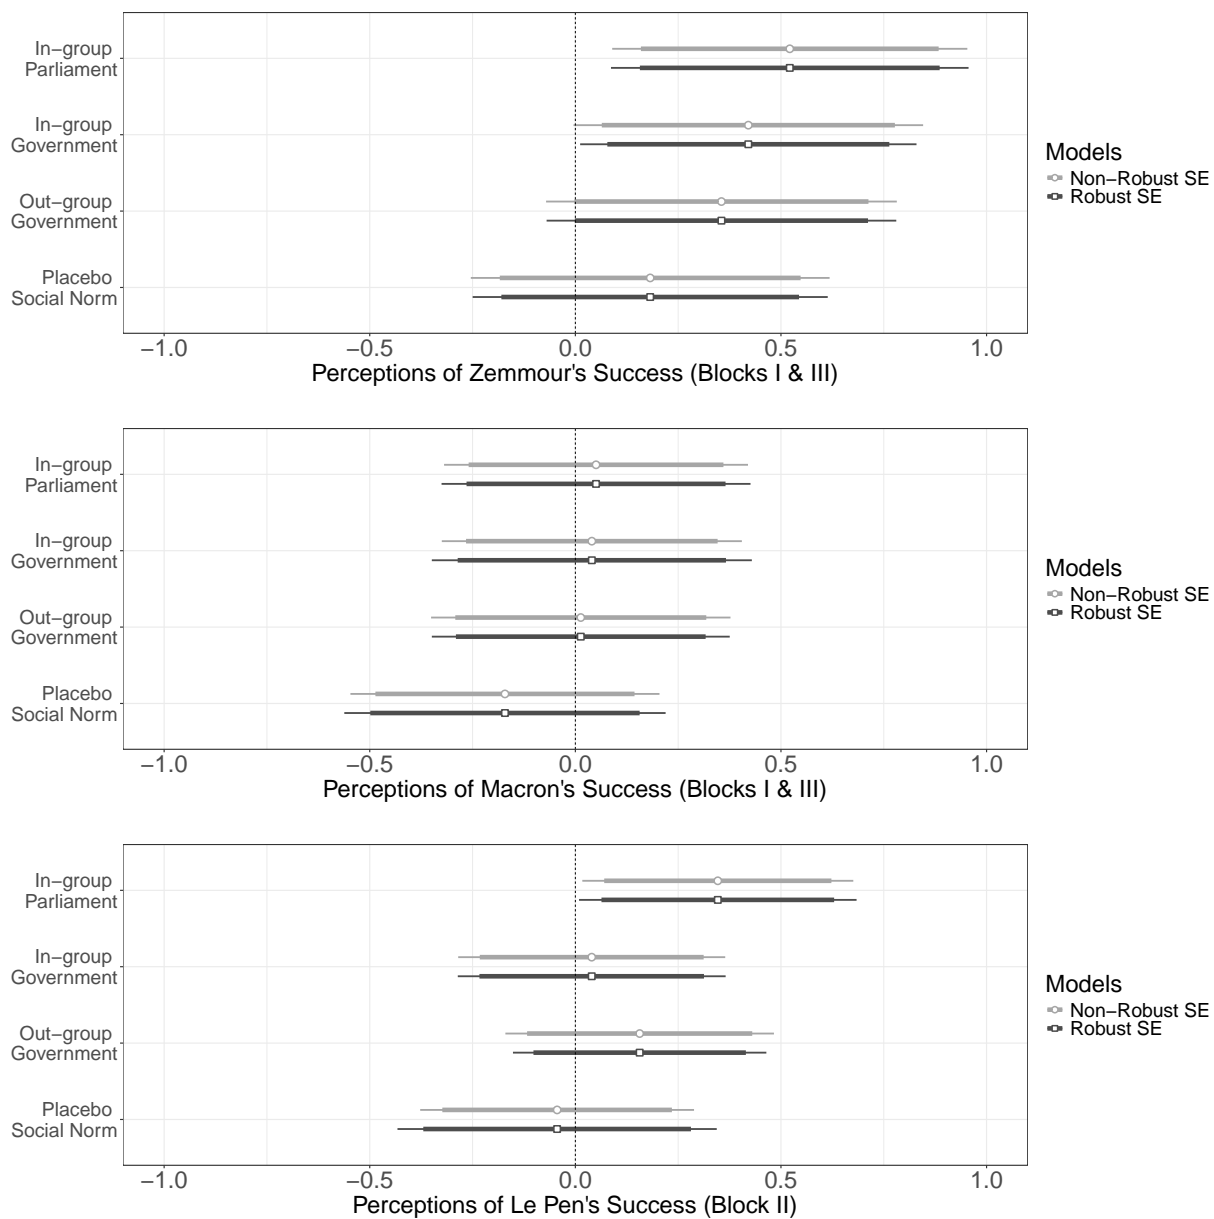 In−group
Parliament
In−group
Government
Out−group
Government
Placebo
Social Norm
−1.0
−0.5
0.0
0.5
1.0
Perceptions of Zemmour's Success (Blocks I & III)
Models
Non−Robust SE
Robust SE
In−group
Parliament
In−group
Government
Out−group
Government
Placebo
Social Norm
−1.0
−0.5
0.0
0.5
1.0
Perceptions of Macron's Success (Blocks I & III)
Models
Non−Robust SE
Robust SE
In−group
Parliament
In−group
Government
Out−group
Government
Placebo
Social Norm
−1.0
−0.5
0.0
0.5
1.0
Perceptions of Le Pen's Success (Block II)
Models
Non−Robust SE
Robust SE